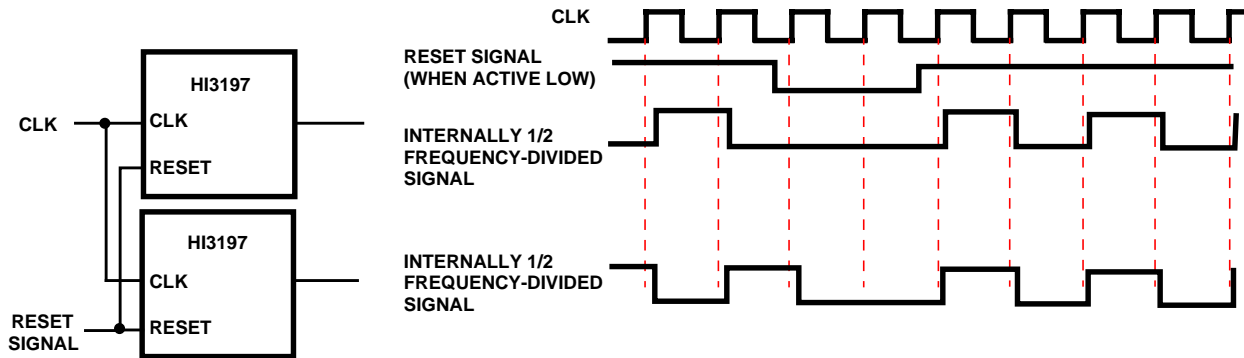 HI3197
CLK
CLK
RESET
HI3197
CLK
RESET
SIGNAL
RESET
CLK
RESET SIGNAL
(WHEN ACTIVE LOW)
INTERNALLY 1/2
FREQUENCY-DIVIDED
SIGNAL
INTERNALLY 1/2
FREQUENCY-DIVIDED
SIGNAL